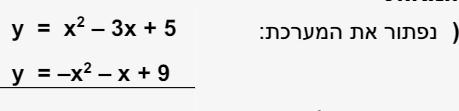 ) נפתור את המערכת:
y = x² – 3x + 5
y = –x² – x + 9